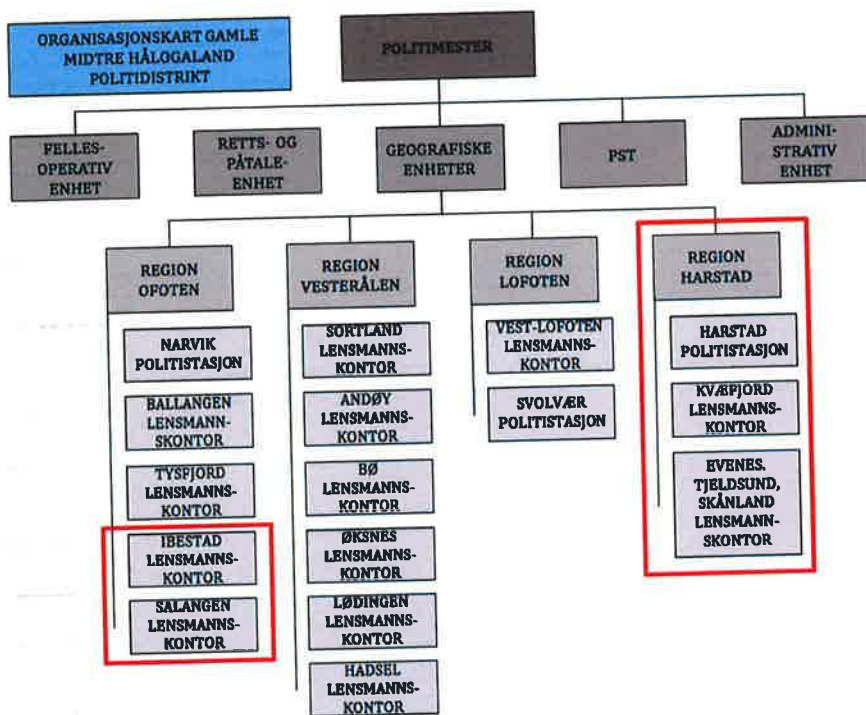 ORGANISASJONSKART GAMLE
MIDTRE HÅLOGALAND
POLITIDISTRIKT
POLITIMESTER
FELLES-
OPERATIV
ENHET
RETTS- OG
PÅTALE-
ENHET
GEOGRAFISKE
ENHETER
PST
ADMINI-
STRATIV
ENHET
REGION
OFOTEN
REGION
VESTERÅLEN
REGION
LOFOTEN
REGION
HARSTAD
NARVIK
POLITISTASJON
BALLANGEN
LENSMANN-
SKONTOR
TYSFJORD
LENSMANNS-
KONTOR
IBESTAD
LENSMANNS-
KONTOR
SALANGEN
LENSMANNS-
KONTOR
SORTLAND
LENSMANNS-
KONTOR
ANDØY
LENSMANNS-
KONTOR
BØ
LENSMANNS-
KONTOR
ØKSNES
LENSMANNS-
KONTOR
LØDINGEN
LENSMANNS-
KONTOR
HADSEL
LENSMANNS-
KONTOR
VEST-LOFOTEN
LENSMANNS-
KONTOR
SVOLVÆR
POLITISTASJON
HARSTAD
POLITISTASJON
KVÆFJORD
LENSMANNS-
KONTOR
EVENES,
TJELDSUND,
SKÅNLAND
LENSMANN-
SKONTOR